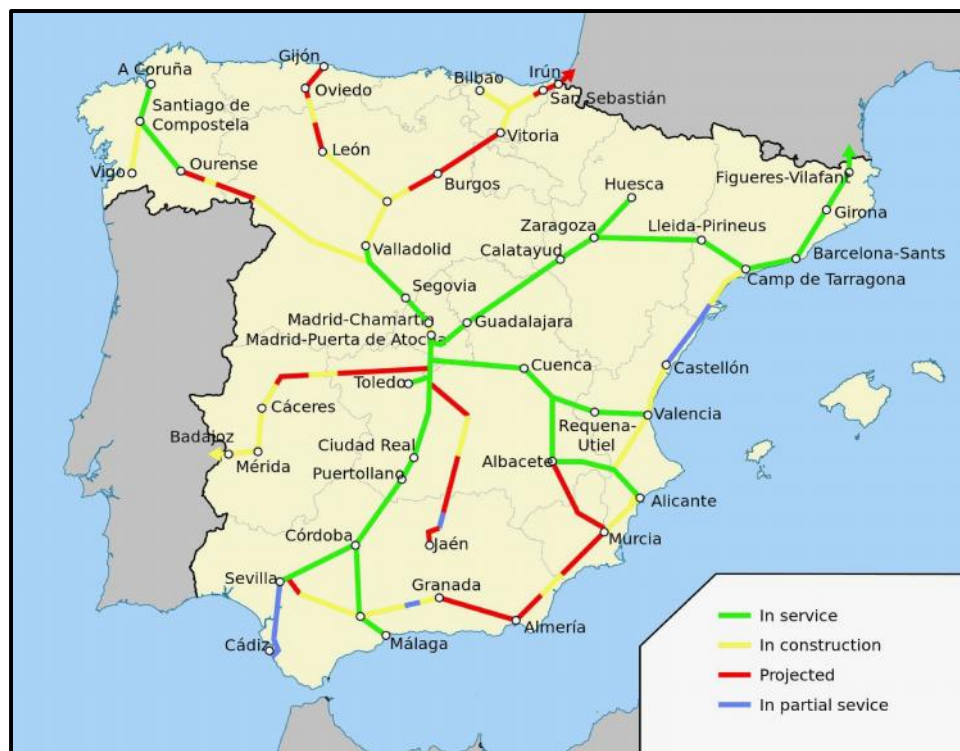 Gijón
A Coruña
Oviedo
Bilbao
Irún
San Sebastián
Santiago de
Compostela
Vitoria
León
Vigo
Ourense
Burgos
Huesca
Figueres-Vilafant
Zaragoza
Lleida-Pirineus
Girona
Valladolid
Calatayud
Barcelona-Sants
Camp de Tarragona
Segovia
Madrid-Chamartín
Guadalajara
Madrid-Puerta de Atocha
Cuenca
Castellón
Toledo
Cáceres
Valencia
Requena-
Utiel
Badajoz
Mérida
Ciudad Real
Puertollano
Albacete
Alicante
Córdoba
Jaén
Murcia
Sevilla
Granada
Almería
Cádiz
Málaga
In service
In construction
Projected
In partial sevice